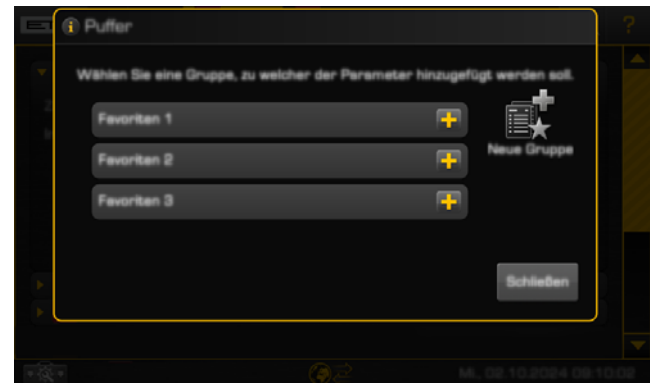 Puffer
?
Wählen Sie eine Gruppe, zu welcher der Parameter hinzugefügt werden soll.
Favoriten 1
Favoriten 2
Neue Gruppe
Favoriten 3
Schließen
Mi., 02.10.2024 09:10:02